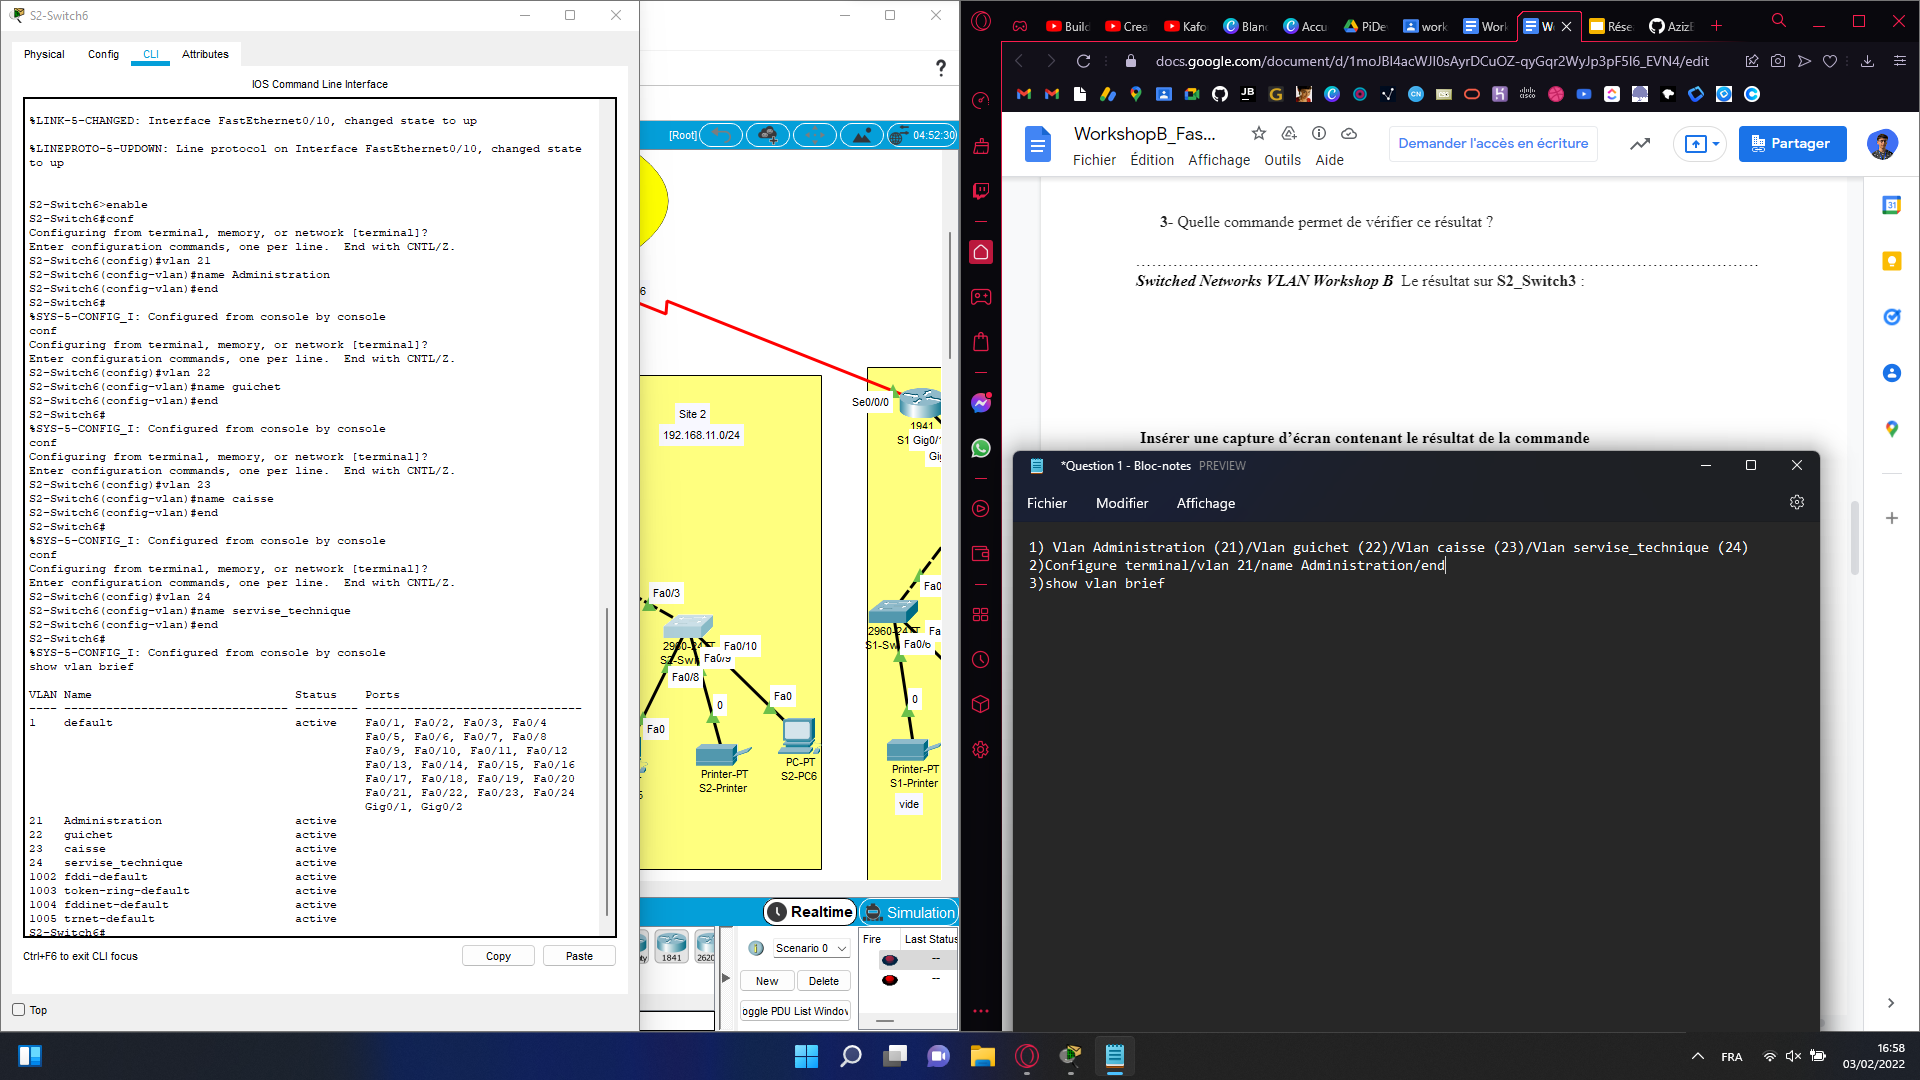 S2-Switch6
Physical Config CLI Attributes
IOS Command Line Interface
%LINK-5-CHANGED: Interface FastEthernet0/10, changed state to up
%LINEPROTO-5-UPDOWN: Line protocol on Interface FastEthernet0/10, changed state
to up
S2-Switch6>enable
S2-Switch6#conf
Configuring from terminal, memory, or network [terminal]?
Enter configuration commands, one per line.  End with CNTL/Z.
S2-Switch6(config)#vlan 21
S2-Switch6(config-vlan)#name Administration
S2-Switch6(config-vlan)#end
S2-Switch6#
%SYS-5-CONFIG_I: Configured from console by console
conf
Configuring from terminal, memory, or network [terminal]?
Enter configuration commands, one per line.  End with CNTL/Z.
S2-Switch6(config)#vlan 22
S2-Switch6(config-vlan)#name guichet
S2-Switch6(config-vlan)#end
S2-Switch6#
%SYS-5-CONFIG_I: Configured from console by console
conf
Configuring from terminal, memory, or network [terminal]?
Enter configuration commands, one per line.  End with CNTL/Z.
S2-Switch6(config)#vlan 23
S2-Switch6(config-vlan)#name caisse
S2-Switch6(config-vlan)#end
S2-Switch6#
%SYS-5-CONFIG_I: Configured from console by console
conf
Configuring from terminal, memory, or network [terminal]?
Enter configuration commands, one per line.  End with CNTL/Z.
S2-Switch6(config)#vlan 24
S2-Switch6(config-vlan)#name servise_technique
S2-Switch6(config-vlan)#end
S2-Switch6#
%SYS-5-CONFIG_I: Configured from console by console
show vlan brief
VLAN Name Status Ports
---- -------------------------------- --------- -------------------------------
1 default active Fa0/1, Fa0/2, Fa0/3, Fa0/4
Fa0/5, Fa0/6, Fa0/7, Fa0/8
Fa0/9, Fa0/10, Fa0/11, Fa0/12
Fa0/13, Fa0/14, Fa0/15, Fa0/16
Fa0/17, Fa0/18, Fa0/19, Fa0/20
Fa0/21, Fa0/22, Fa0/23, Fa0/24
Gig0/1, Gig0/2
21 Administration active
22 guichet active
23 caisse active
24 servise_technique active
1002 fddi-default active
1003 token-ring-default active
1004 fddinet-default active
1005 trnet-default active
S2-Switch6#
Ctrl+F6 to exit CLI focus
Copy
Paste
Top
?
[Root]
04:52:30
6
Site 2
192.168.11.0/24
Se0/0/0
1941
S1 Gig0/
Fa0/3
Fa0/10
Fa0/9
Fa0/8
Fa0/6
0
Fa0
Fa0
Printer-PT
S2-Printer
PC-PT
S2-PC6
0
Printer-PT
S1-Printer
vide
Realtime
Simulation
1841
Scenario 0
New
Delete
Fire
Last Status
--
--
oggle PDU List Window
Build
Crea
Kafo
Blan
Accu
PiDe
work
Work
W
Rése
Aziz
docs.google.com/document/d/1moJBI4acWJI0sAyrDCuOZ-qyGqr2WyJp3pF5I6_EVN4/edit
WorkshopB_Fas...
Fichier Édition Affichage Outils Aide
Demander l'accès en écriture
Partager
3- Quelle commande permet de vérifier ce résultat ?
Switched Networks VLAN Workshop B Le résultat sur S2_Switch3 :
Insérer une capture d’écran contenant le résultat de la commande
*Question 1 - Bloc-notes PREVIEW
Fichier Modifier Affichage
1) Vlan Administration (21)/Vlan guichet (22)/Vlan caisse (23)/Vlan servise_technique (24)
2)Configure terminal/vlan 21/name Administration/end
3)show vlan brief
FRA
16:58
03/02/2022